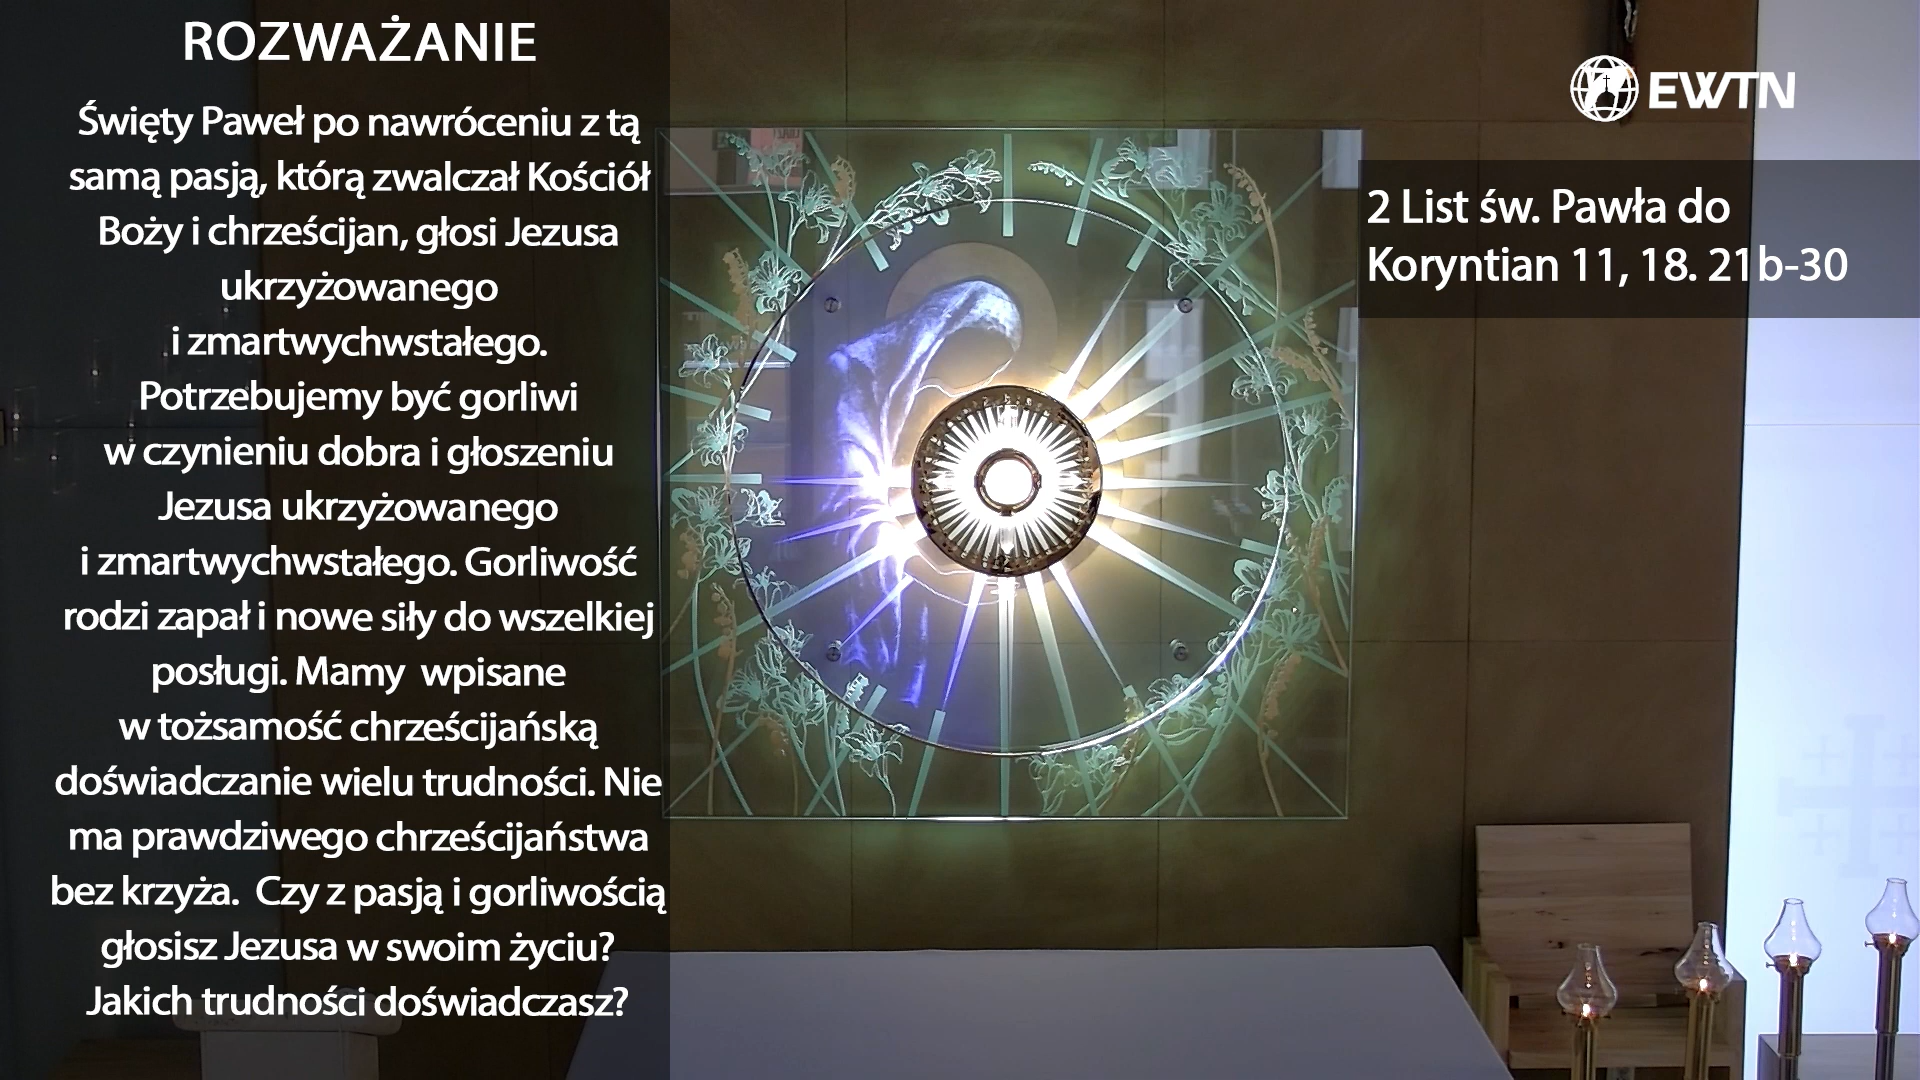 ROZWAŻANIE
Święty Paweł po nawróceniu z tą
samą pasją, którą zwalczał Kościół
Boży i chrześcijan, głosi Jezusa
ukrzyżowanego
i zmartwychwstałego.
Potrzebujemy być gorliwi
w czynieniu dobra i głoszeniu
Jezusa ukrzyżowanego
i zmartwychwstałego. Gorliwość
rodzi zapał i nowe siły do wszelkiej
posługi. Mamy  wpisane
w tożsamość chrześcijańską
doświadczanie wielu trudności. Nie
ma prawdziwego chrześcijaństwa
bez krzyża.  Czy z pasją i gorliwością
głosisz Jezusa w swoim życiu?
Jakich trudności doświadczasz?
EWTN
2 List św. Pawła do
Koryntian 11, 18. 21b-30